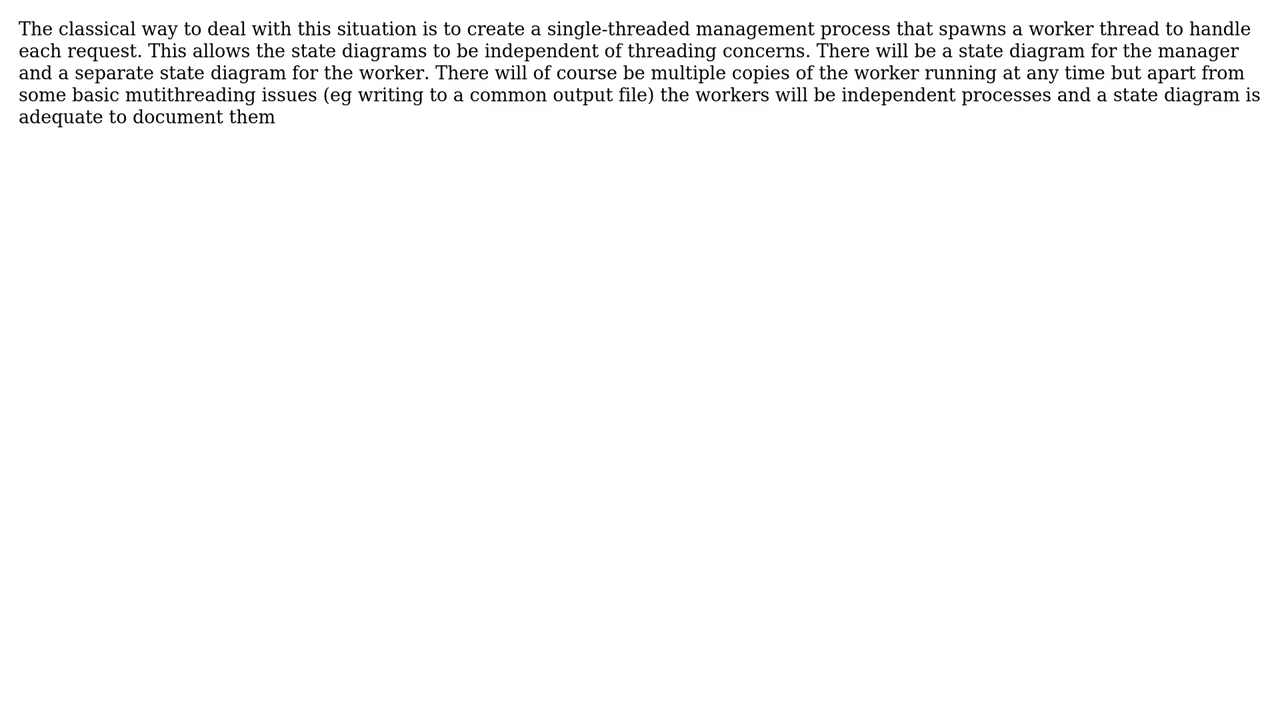 The classical way to deal with this situation is to create a single-threaded management process that spawns a worker thread to handle
each request. This allows the state diagrams to be independent of threading concerns. There will be a state diagram for the manager
and a separate state diagram for the worker. There will of course be multiple copies of the worker running at any time but apart from
some basic mutithreading issues (eg writing to a common output file) the workers will be independent processes and a state diagram is
adequate to document them